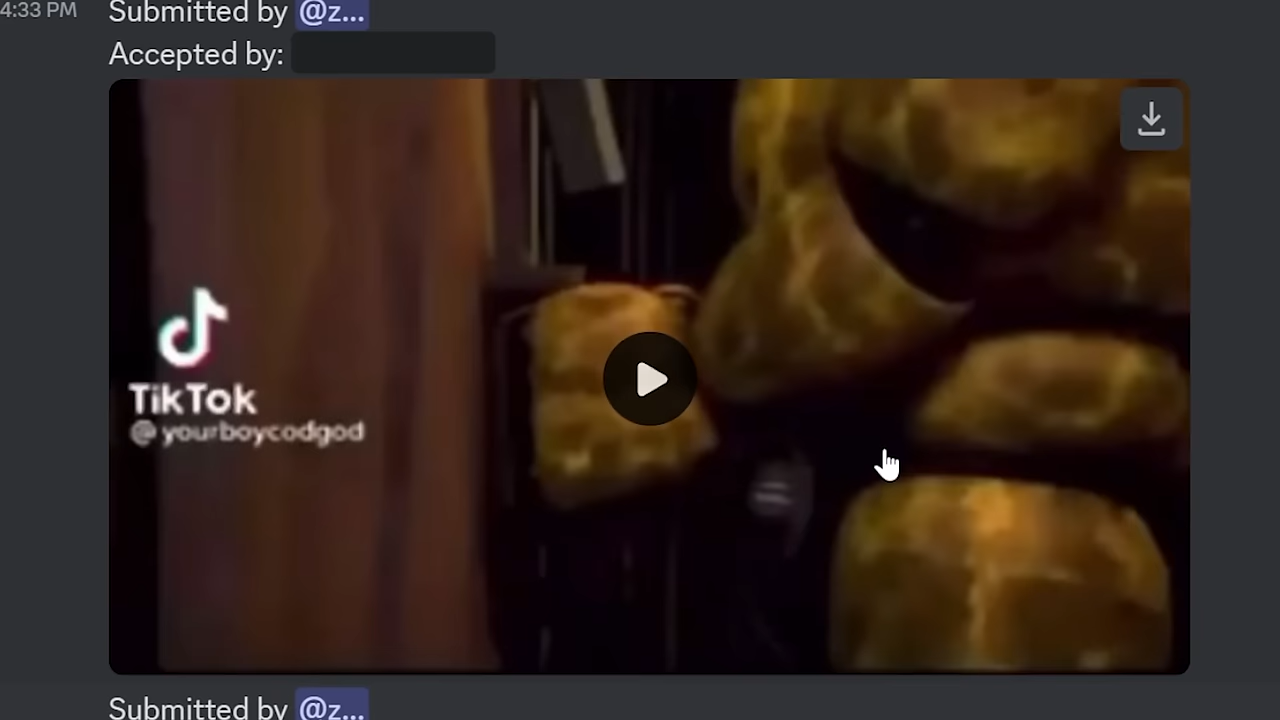 4:33 PM Submitted by @z...
Accepted by:
TikTok
@yourboycodgod
Submitted by @z...